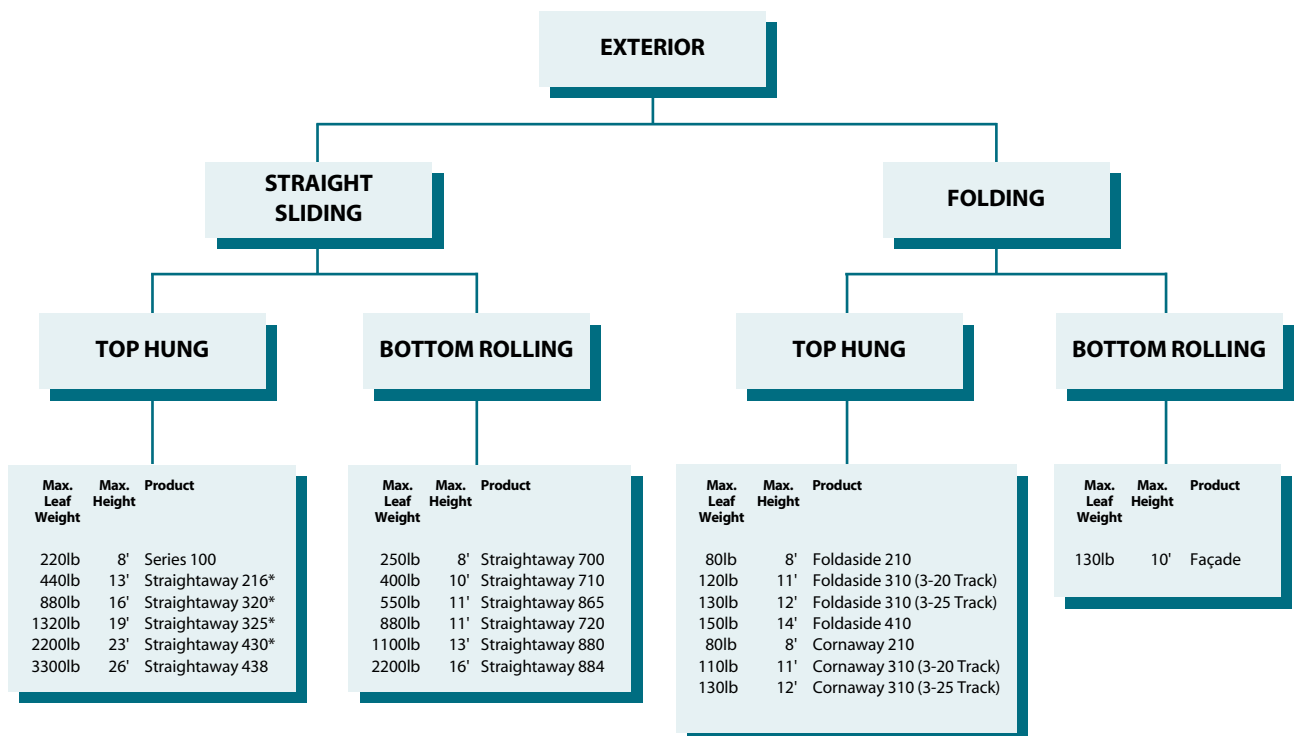 EXTERIOR
STRAIGHT
SLIDING
FOLDING
TOP HUNG
BOTTOM ROLLING
TOP HUNG
BOTTOM ROLLING
Max. Max. Product
Leaf Height
Weight
220lb 8' Series 100
440lb 13' Straightaway 216*
880lb 16' Straightaway 320*
1320lb 19' Straightaway 325*
2200lb 23' Straightaway 430*
3300lb 26' Straightaway 438
Max. Max. Product
Leaf Height
Weight
250lb 8' Straightaway 700
400lb 10' Straightaway 710
550lb 11' Straightaway 865
880lb 11' Straightaway 720
1100lb 13' Straightaway 880
2200lb 16' Straightaway 884
Max. Max. Product
Leaf Height
Weight
80lb 8' Foldaside 210
120lb 11' Foldaside 310 (3-20 Track)
130lb 12' Foldaside 310 (3-25 Track)
150lb 14' Foldaside 410
80lb 8' Cornaway 210
110lb 11' Cornaway 310 (3-20 Track)
130lb 12' Cornaway 310 (3-25 Track)
Max. Max. Product
Leaf Height
Weight
130lb 10' Façade